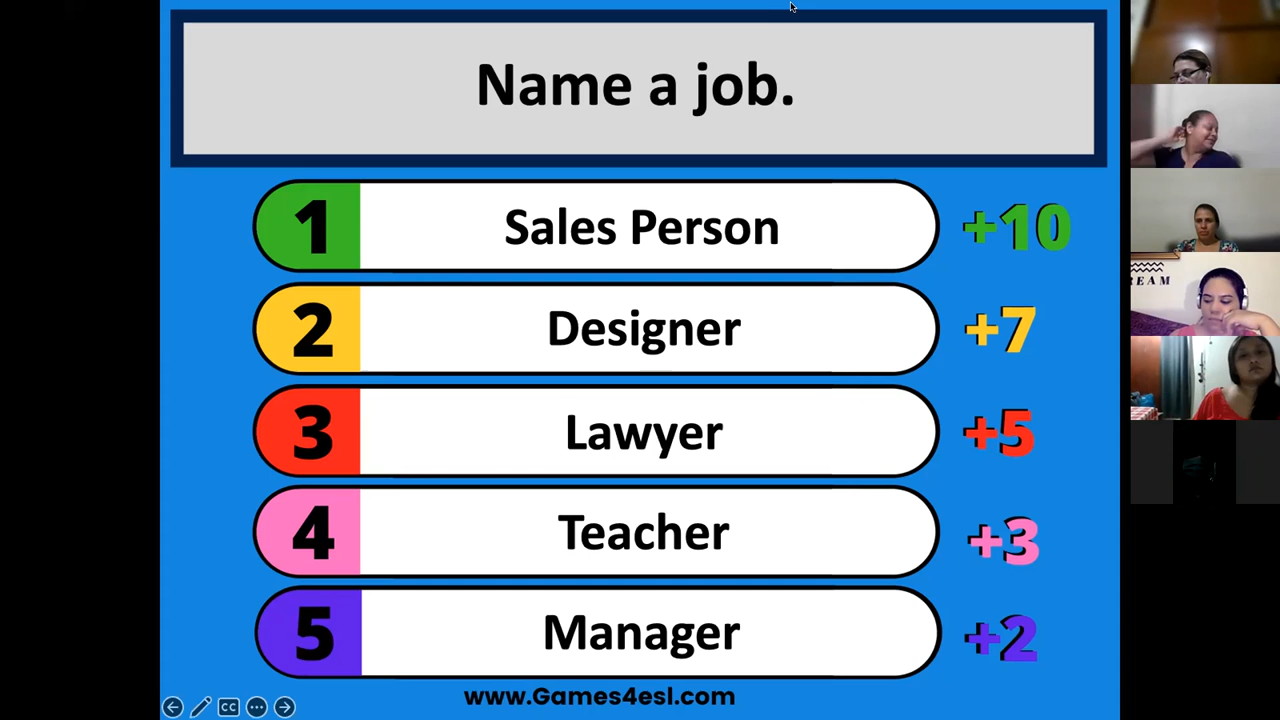 Name a job.
1 Sales Person +10
2 Designer +7
3 Lawyer +5
4 Teacher +3
5 Manager +2
www.Games4esl.com
CC
REAM